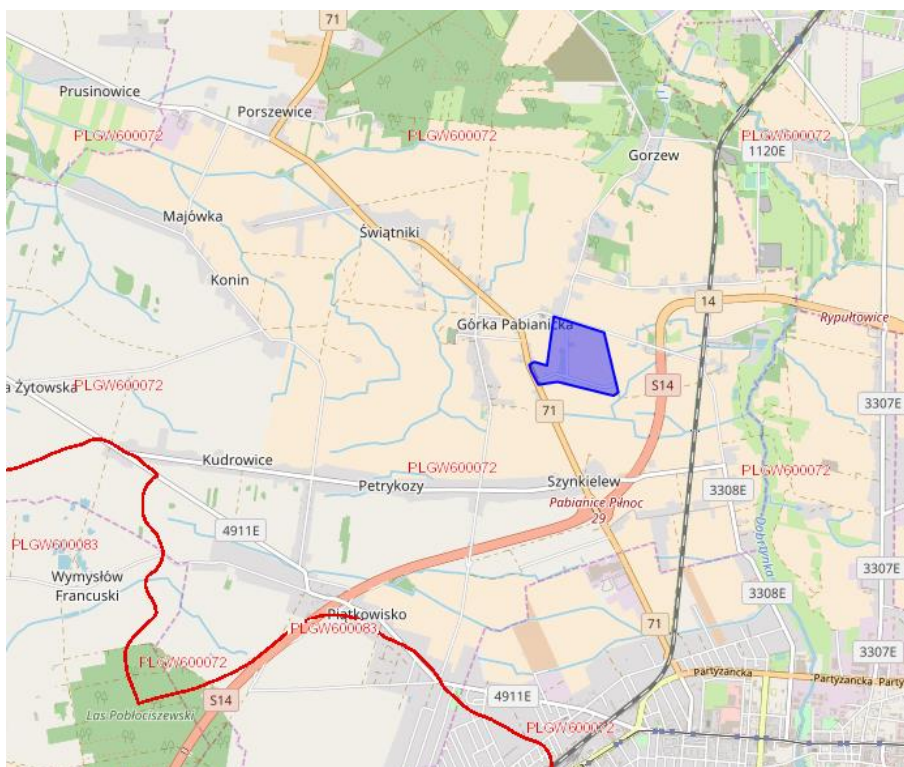 71
Prusinowice
Porszewice
PLGW600072
PLGW600072
PLGW600072
1120E
Gorzew
Majówka
Świątniki
Konin
14
Górka Pabianicka
Rypułtowice
a Żytowska
PLGW600072
S14
3307E
71
Kudrowice
PLGW600072
PLGW600072
Petrykozy
Szynkielew
3308E
Pabianice Płnoc
29
4911E
PLGW600083
Dobrzynka
Wymysłów
Francuski
3307E
3308E
Piątkowisko
PLGW600083
71
3307E
PLGW600072
Partyzancka
Partyzancka
Party
S14
4911E
Las Pobłociszewski
PLGW600072